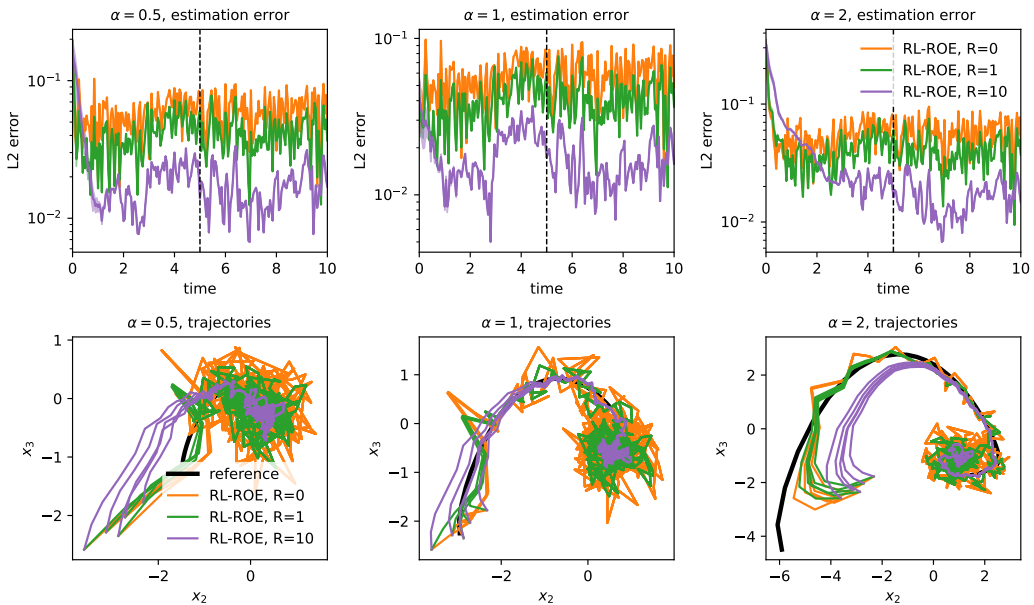 α = 0.5, estimation error
α = 1, estimation error
α = 2, estimation error
L2 error
10⁻¹
10⁻²
0 2 4 6 8 10
time
L2 error
10⁻¹
10⁻²
0 2 4 6 8 10
time
L2 error
10⁻¹
10⁻²
0 2 4 6 8 10
time
RL-ROE, R=0
RL-ROE, R=1
RL-ROE, R=10
α = 0.5, trajectories
α = 1, trajectories
α = 2, trajectories
x₃
1
0
−1
−2
−2 0
x₂
reference
RL-ROE, R=0
RL-ROE, R=1
RL-ROE, R=10
x₃
1
0
−1
−2
−2 0
x₂
x₃
2
0
−2
−4
−6 −4 −2 0 2
x₂